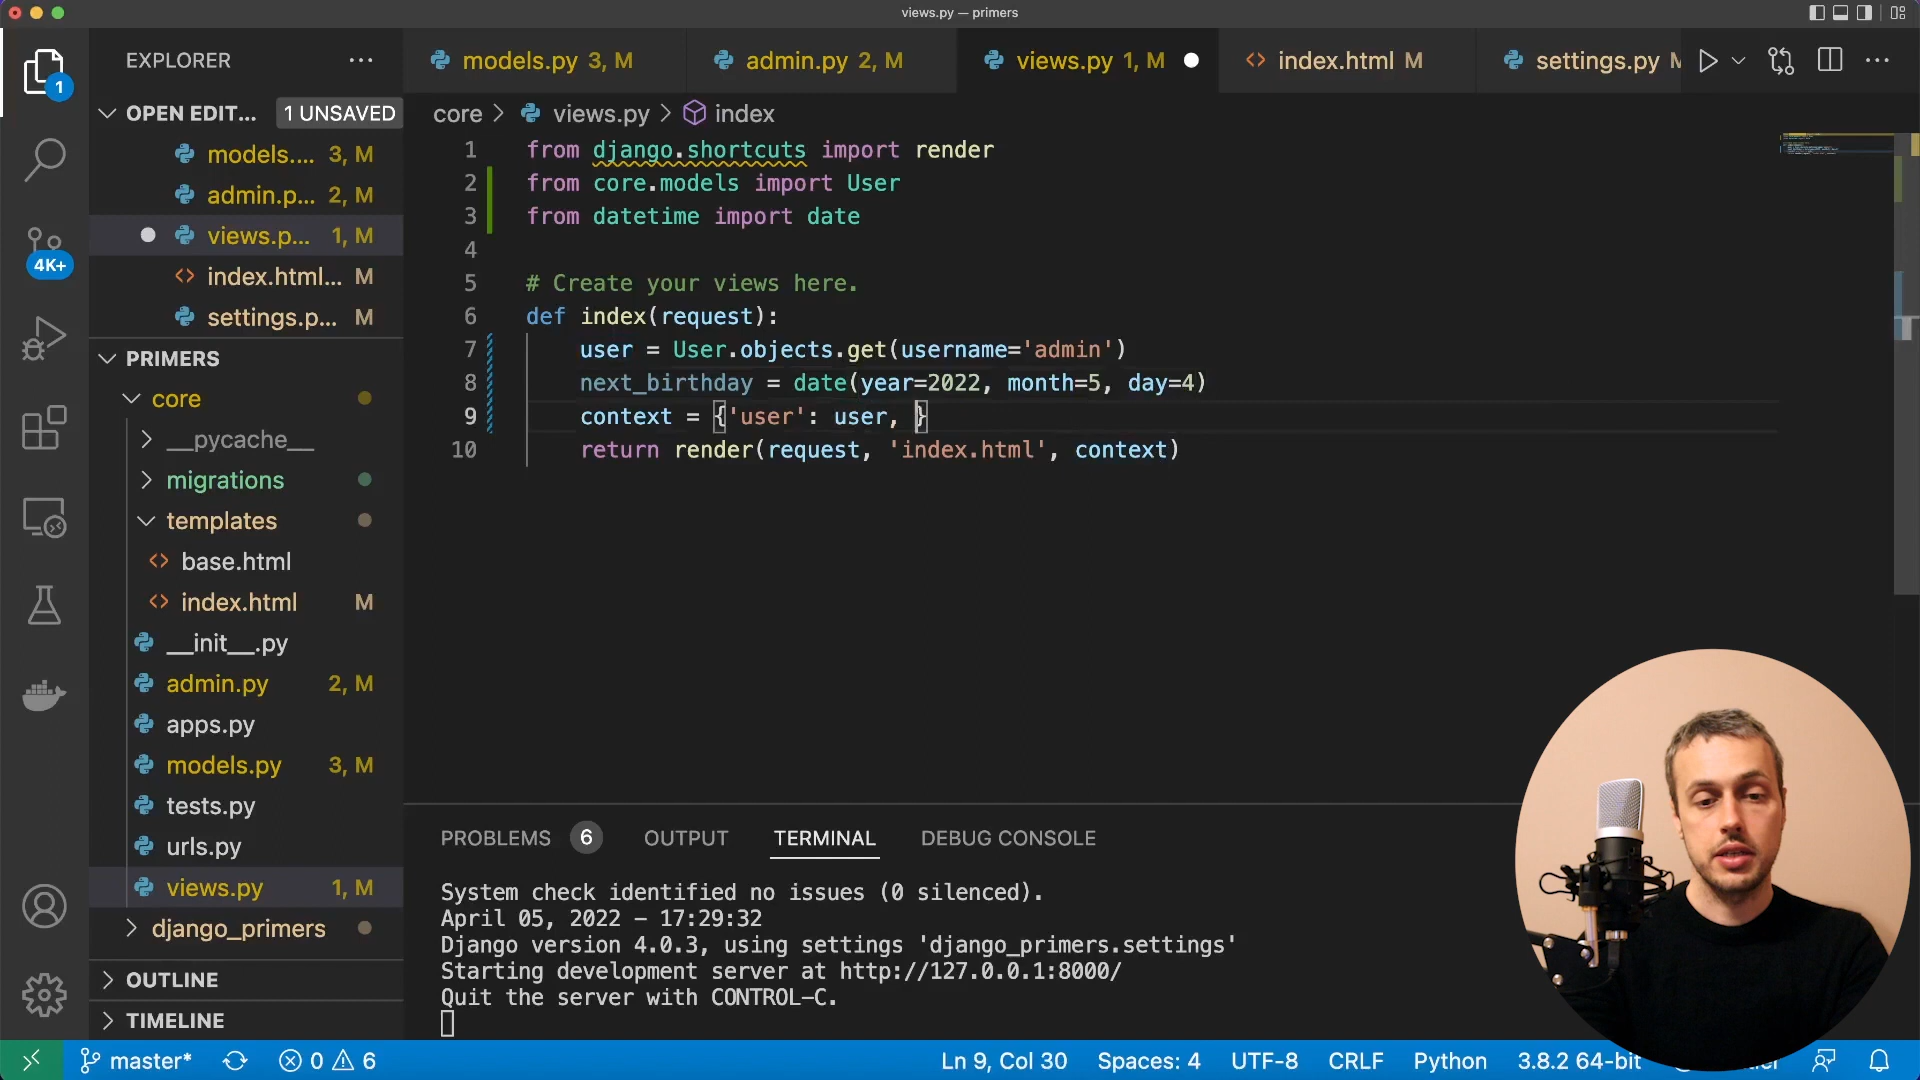 views.py — primers
EXPLORER
models.py 3, M
admin.py 2, M
views.py 1, M
index.html M
settings.py
OPEN EDIT... 1 UNSAVED
models.... 3, M
admin.p... 2, M
views.p... 1, M
index.html... M
settings.p... M
PRIMERS
core
__pycache__
migrations
templates
base.html
index.html M
__init__.py
admin.py 2, M
apps.py
models.py 3, M
tests.py
urls.py
views.py 1, M
django_primers
OUTLINE
TIMELINE
1
4K+
core > views.py > index
1 from django.shortcuts import render
2 from core.models import User
3 from datetime import date
4
5 # Create your views here.
6 def index(request):
7 user = User.objects.get(username='admin')
8 next_birthday = date(year=2022, month=5, day=4)
9 context = {'user': user, }
10 return render(request, 'index.html', context)
PROBLEMS 6 OUTPUT TERMINAL DEBUG CONSOLE
System check identified no issues (0 silenced).
April 05, 2022 - 17:29:32
Django version 4.0.3, using settings 'django_primers.settings'
Starting development server at http://127.0.0.1:8000/
Quit the server with CONTROL-C.
master* 0 6 Ln 9, Col 30 Spaces: 4 UTF-8 CRLF Python 3.8.2 64-bit